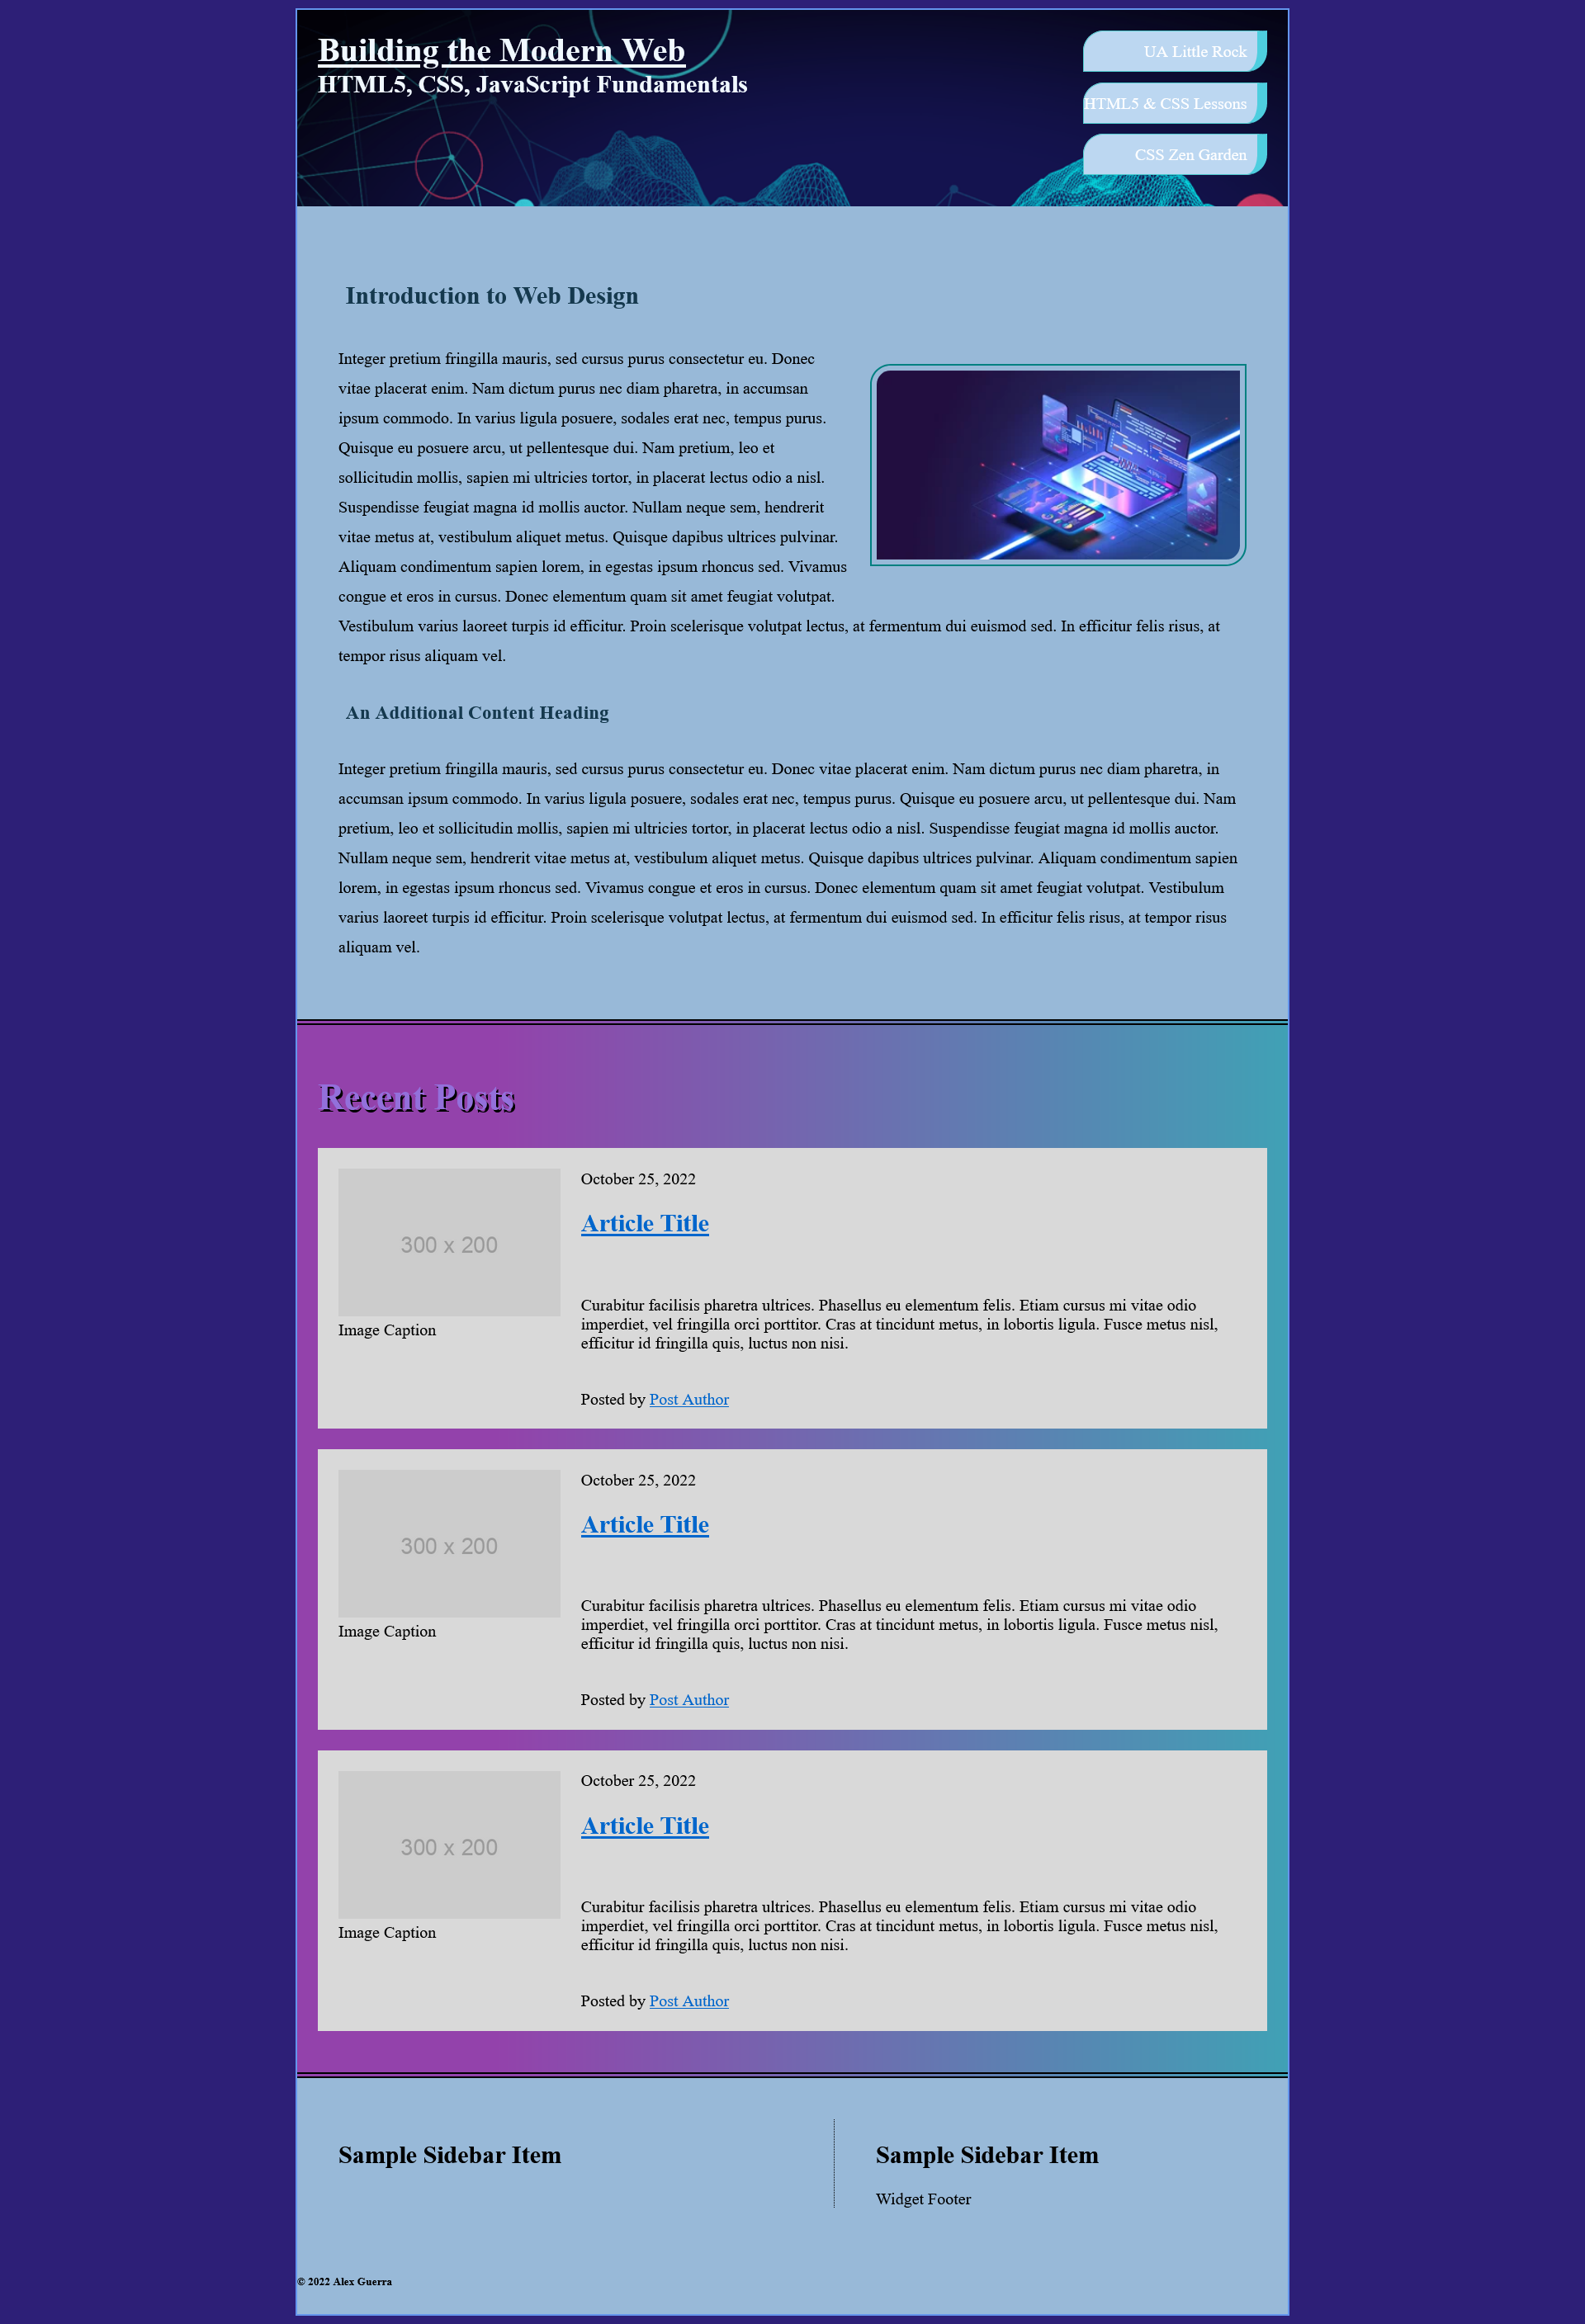 Building the Modern Web
HTML5, CSS, JavaScript Fundamentals
UA Little Rock
HTML5 & CSS Lessons
CSS Zen Garden
Introduction to Web Design
Integer pretium fringilla mauris, sed cursus purus consectetur eu. Donec
vitae placerat enim. Nam dictum purus nec diam pharetra, in accumsan
ipsum commodo. In varius ligula posuere, sodales erat nec, tempus purus.
Quisque eu posuere arcu, ut pellentesque dui. Nam pretium, leo et
sollicitudin mollis, sapien mi ultricies tortor, in placerat lectus odio a nisl.
Suspendisse feugiat magna id mollis auctor. Nullam neque sem, hendrerit
vitae metus at, vestibulum aliquet metus. Quisque dapibus ultrices pulvinar.
Aliquam condimentum sapien lorem, in egestas ipsum rhoncus sed. Vivamus
congue et eros in cursus. Donec elementum quam sit amet feugiat volutpat.
Vestibulum varius laoreet turpis id efficitur. Proin scelerisque volutpat lectus, at fermentum dui euismod sed. In efficitur felis risus, at
tempor risus aliquam vel.
An Additional Content Heading
Integer pretium fringilla mauris, sed cursus purus consectetur eu. Donec vitae placerat enim. Nam dictum purus nec diam pharetra, in
accumsan ipsum commodo. In varius ligula posuere, sodales erat nec, tempus purus. Quisque eu posuere arcu, ut pellentesque dui. Nam
pretium, leo et sollicitudin mollis, sapien mi ultricies tortor, in placerat lectus odio a nisl. Suspendisse feugiat magna id mollis auctor.
Nullam neque sem, hendrerit vitae metus at, vestibulum aliquet metus. Quisque dapibus ultrices pulvinar. Aliquam condimentum sapien
lorem, in egestas ipsum rhoncus sed. Vivamus congue et eros in cursus. Donec elementum quam sit amet feugiat volutpat. Vestibulum
varius laoreet turpis id efficitur. Proin scelerisque volutpat lectus, at fermentum dui euismod sed. In efficitur felis risus, at tempor risus
aliquam vel.
Recent Posts
300 x 200
Image Caption
October 25, 2022
Article Title
Curabitur facilisis pharetra ultrices. Phasellus eu elementum felis. Etiam cursus mi vitae odio
imperdiet, vel fringilla orci porttitor. Cras at tincidunt metus, in lobortis ligula. Fusce metus nisl,
efficitur id fringilla quis, luctus non nisi.
Posted by Post Author
300 x 200
Image Caption
October 25, 2022
Article Title
Curabitur facilisis pharetra ultrices. Phasellus eu elementum felis. Etiam cursus mi vitae odio
imperdiet, vel fringilla orci porttitor. Cras at tincidunt metus, in lobortis ligula. Fusce metus nisl,
efficitur id fringilla quis, luctus non nisi.
Posted by Post Author
300 x 200
Image Caption
October 25, 2022
Article Title
Curabitur facilisis pharetra ultrices. Phasellus eu elementum felis. Etiam cursus mi vitae odio
imperdiet, vel fringilla orci porttitor. Cras at tincidunt metus, in lobortis ligula. Fusce metus nisl,
efficitur id fringilla quis, luctus non nisi.
Posted by Post Author
Sample Sidebar Item
Sample Sidebar Item
Widget Footer
© 2022 Alex Guerra